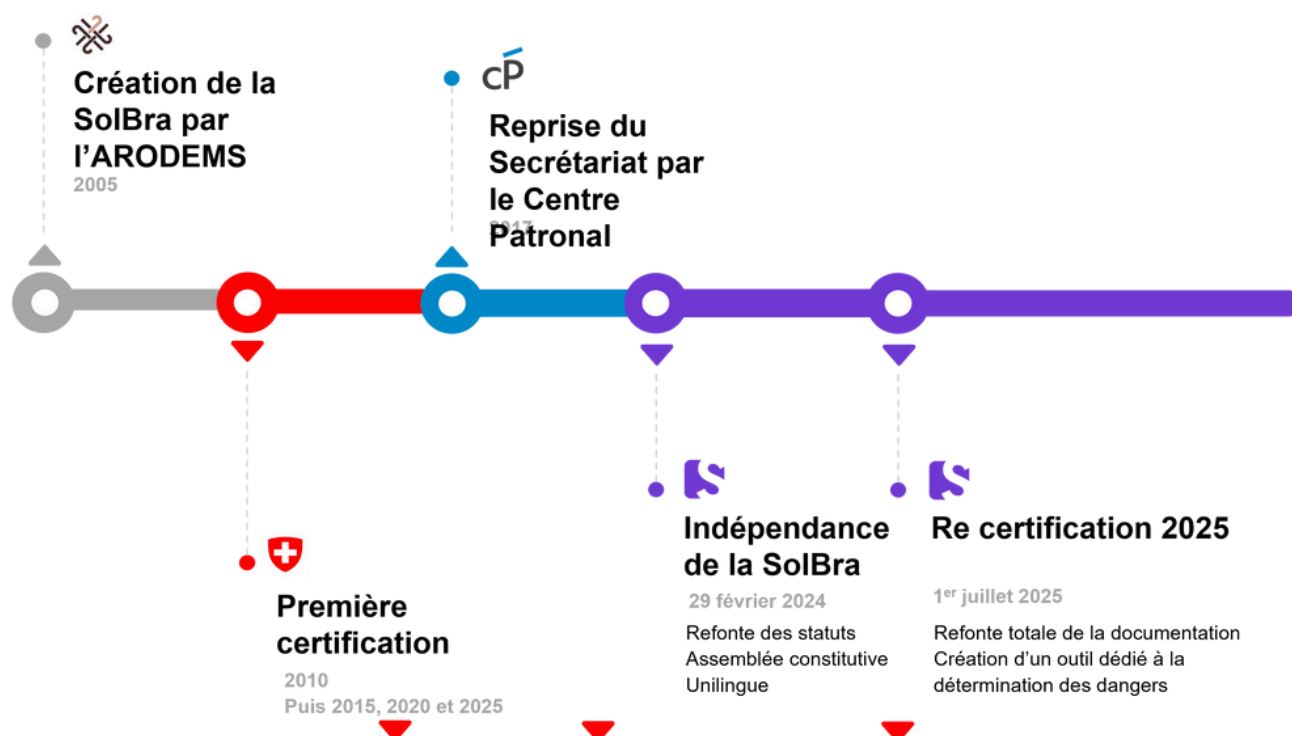 Création de la
SolBra par
l'ARODEMS
2005
cP
Reprise du
Secrétariat par
le Centre
Patronal
2017
Première
certification
2010
Puis 2015, 2020 et 2025
Indépendance
de la SolBra
29 février 2024
Refonte des statuts
Assemblée constitutive
Unilingue
Re certification 2025
1er juillet 2025
Refonte totale de la documentation
Création d'un outil dédié à la
détermination des dangers